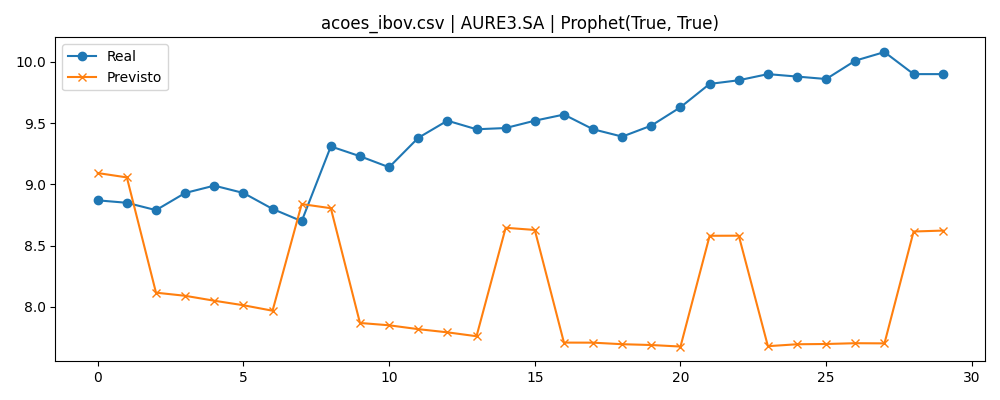 acoes_ibov.csv | AURE3.SA | Prophet(True, True)
Real
Previsto
10.0
9.5
9.0
8.5
8.0
0 5 10 15 20 25 30